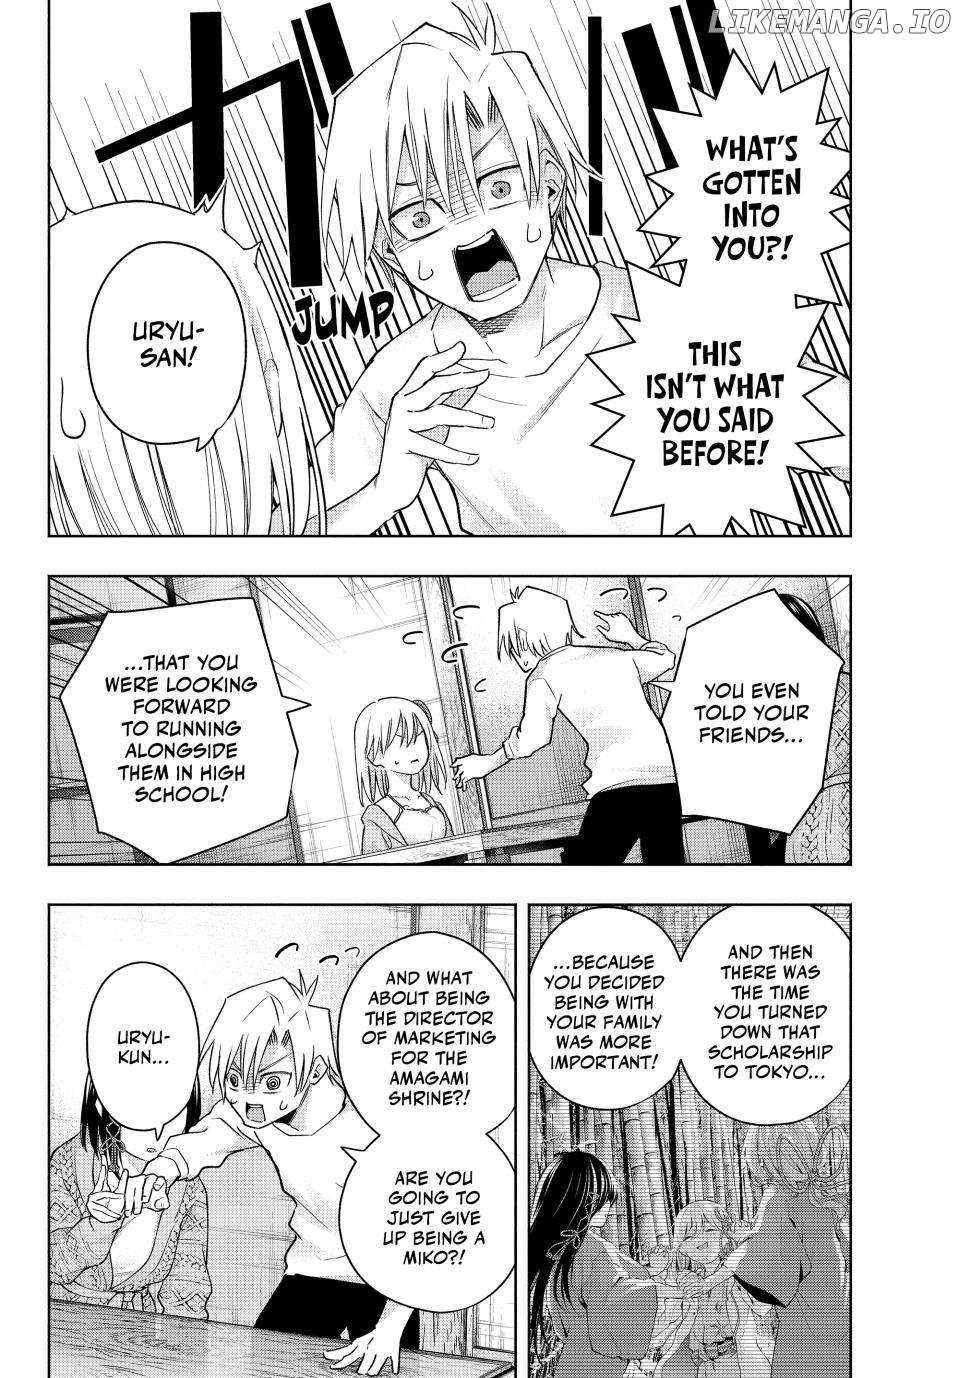 LIKEMANGA.IO
WHAT'S
GOTTEN
INTO
YOU?!
THIS
ISN'T WHAT
YOU SAID
BEFORE!
ガバ
JUMP
URYU-
SAN!
YOU EVEN
TOLD YOUR
FRIENDS...
...THAT YOU
WERE LOOKING
FORWARD
TO RUNNING
ALONGSIDE
THEM IN HIGH
SCHOOL!
AND THEN
THERE WAS
THE TIME
YOU TURNED
DOWN THAT
SCHOLARSHIP
TO TOKYO...
...BECAUSE
YOU DECIDED
BEING WITH
YOUR FAMILY
WAS MORE
IMPORTANT!
AND WHAT
ABOUT BEING
THE DIRECTOR
OF MARKETING
FOR THE
AMAGAMI
SHRINE?!
ARE YOU
GOING TO
JUST GIVE
UP BEING A
MIKO?!
URYU-
KUN...